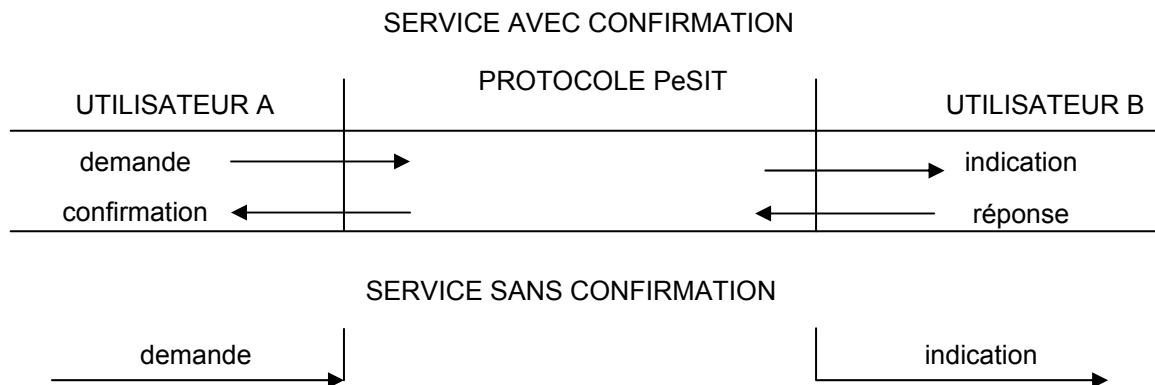 SERVICE AVEC CONFIRMATION
PROTOCOLE PeSIT
UTILISATEUR A UTILISATEUR B
demande indication
confirmation réponse
SERVICE SANS CONFIRMATION
demande indication